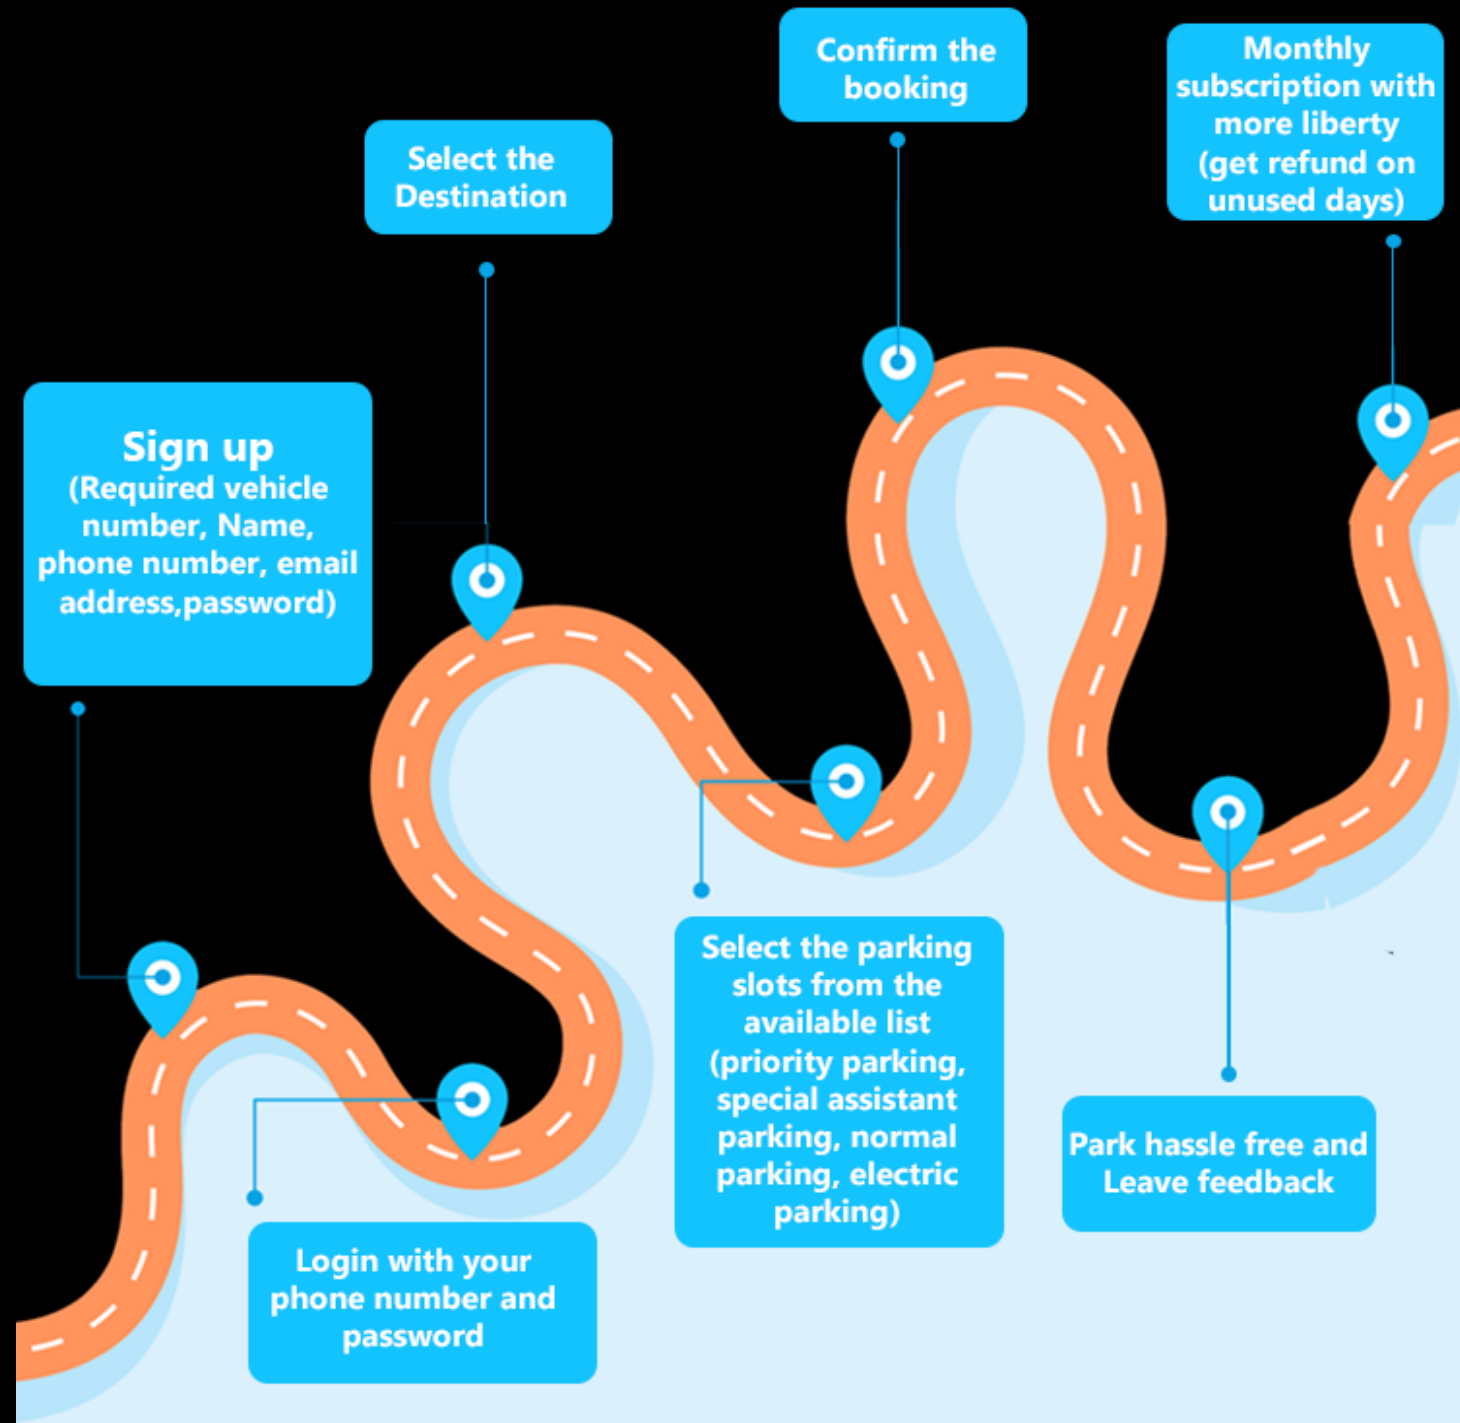 Sign up
(Required vehicle
number, Name,
phone number, email
address,password)
Login with your
phone number and
password
Select the
Destination
Select the parking
slots from the
available list
(priority parking,
special assistant
parking, normal
parking, electric
parking)
Confirm the
booking
Park hassle free and
Leave feedback
Monthly
subscription with
more liberty
(get refund on
unused days)